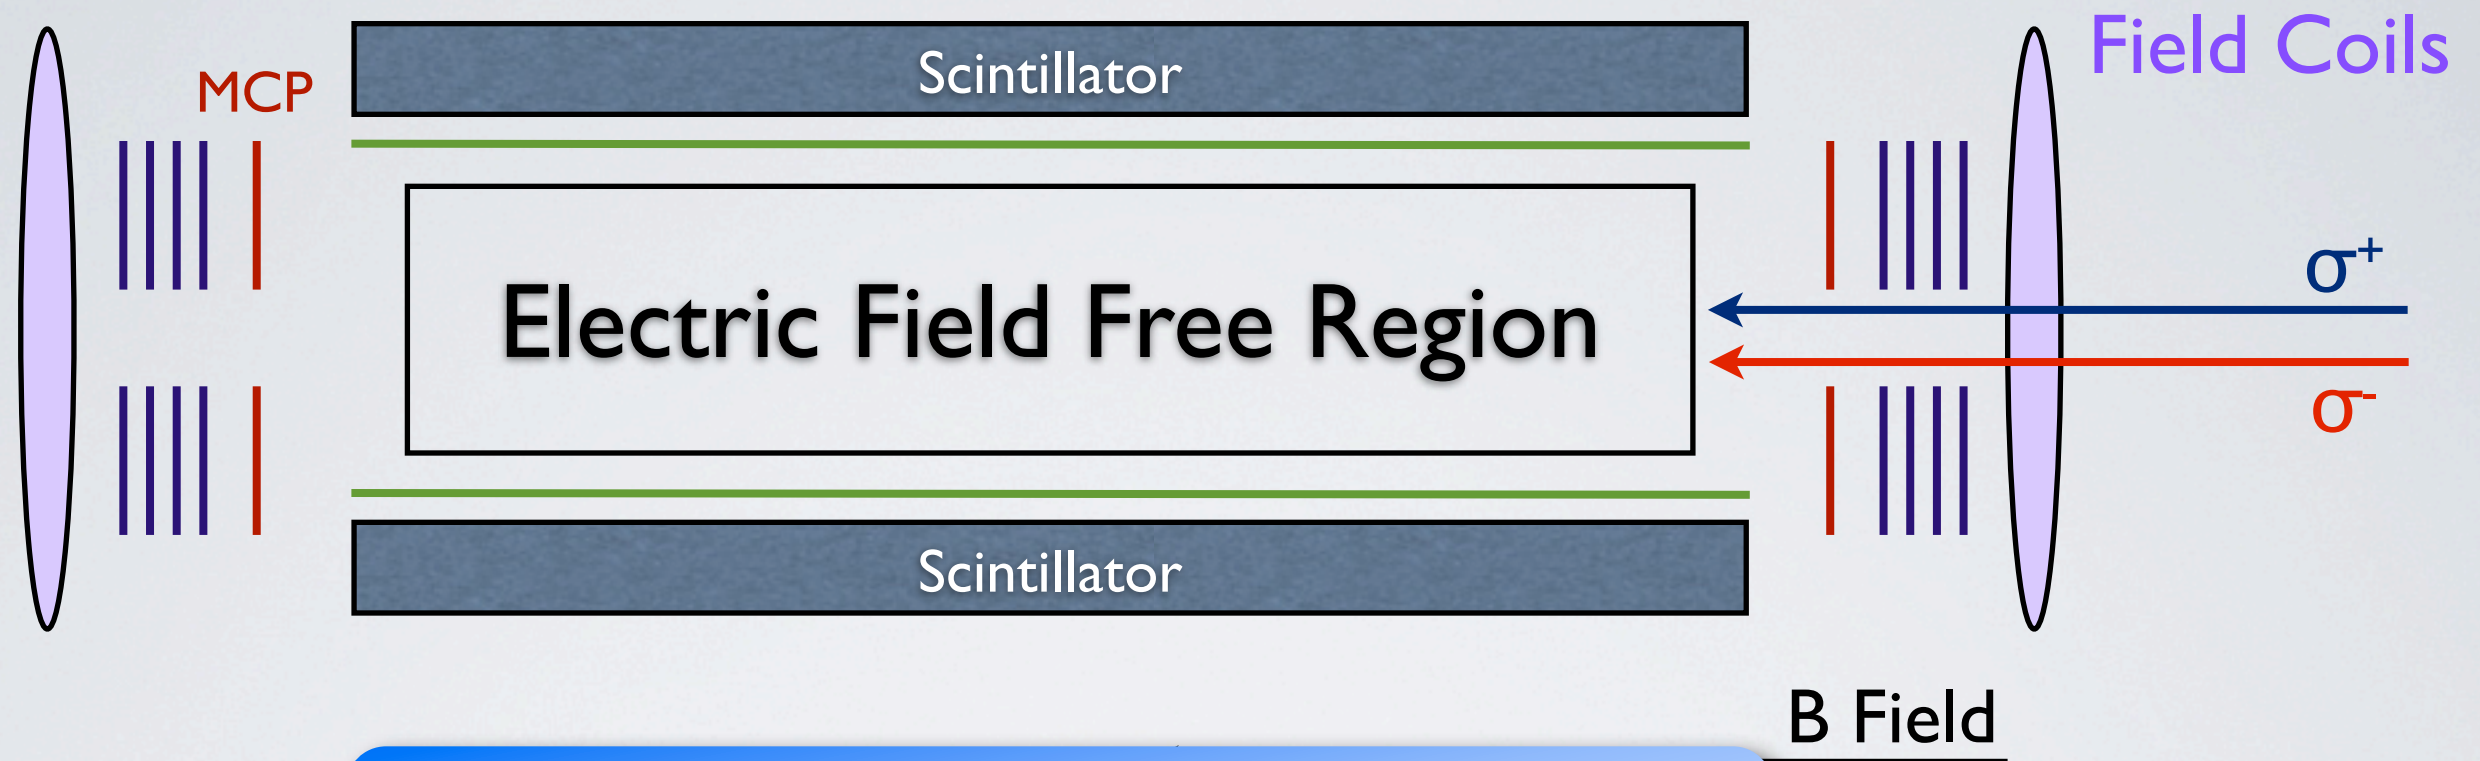 Field Coils
Scintillator
MCP
σ+
Electric Field Free Region
σ-
Scintillator
B Field